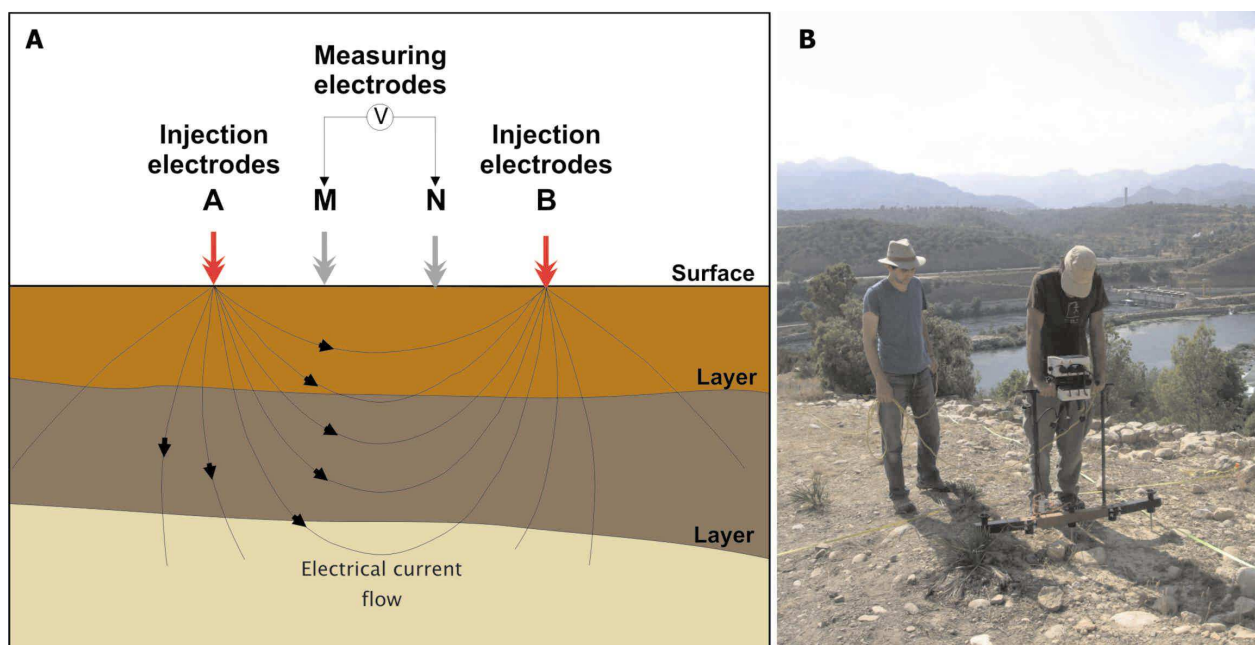 A
Measuring
electrodes
V
Injection
electrodes
A
M
N
Injection
electrodes
B
Surface
Layer
Layer
Electrical current
flow
B